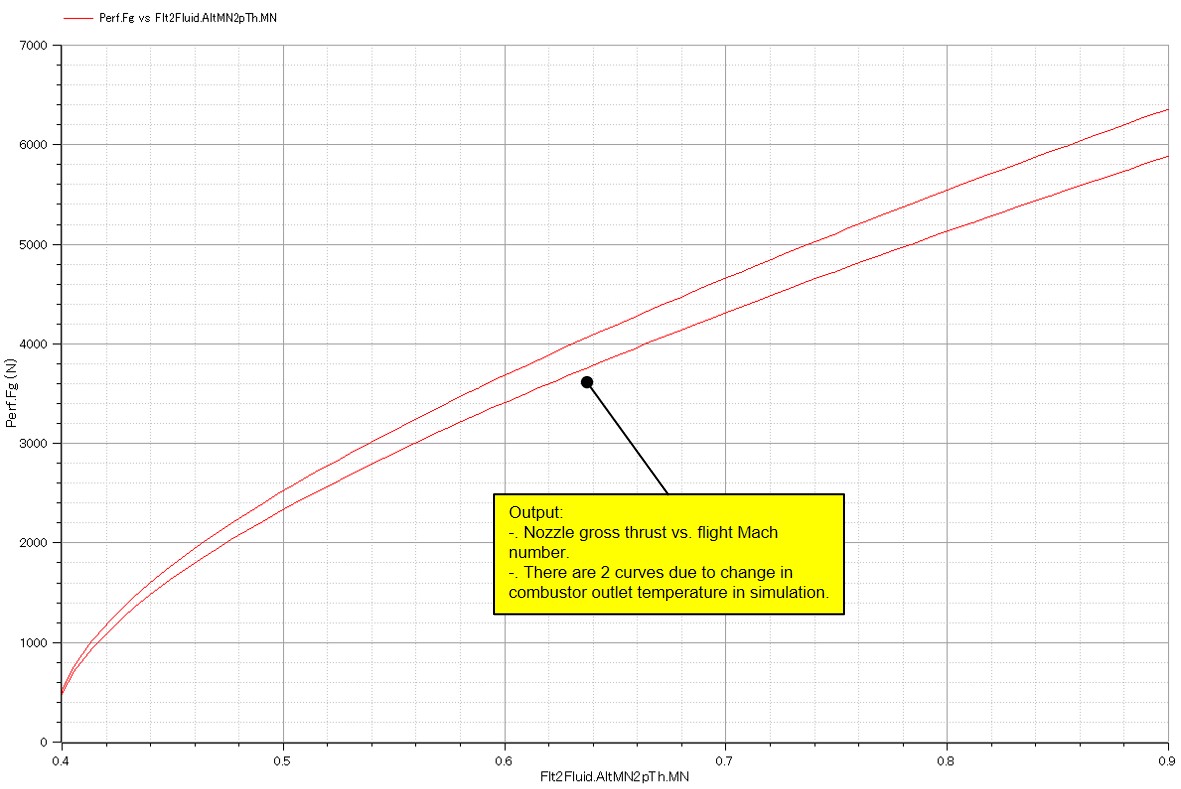 Perf.Fg vs Flt2Fluid.AltMN2pTh.MN
7000
6000
5000
4000
3000
2000
1000
0
Perf.Fg (N)
Output:
-. Nozzle gross thrust vs. flight Mach
number.
-. There are 2 curves due to change in
combustor outlet temperature in simulation.
0.4
0.5
0.6
0.7
0.8
0.9
Flt2Fluid.AltMN2pTh.MN